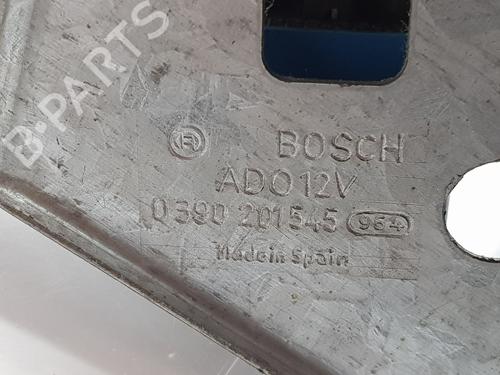 B-PARTS
BOSCH
ADO12V
0390 201545 964
Made in Spain